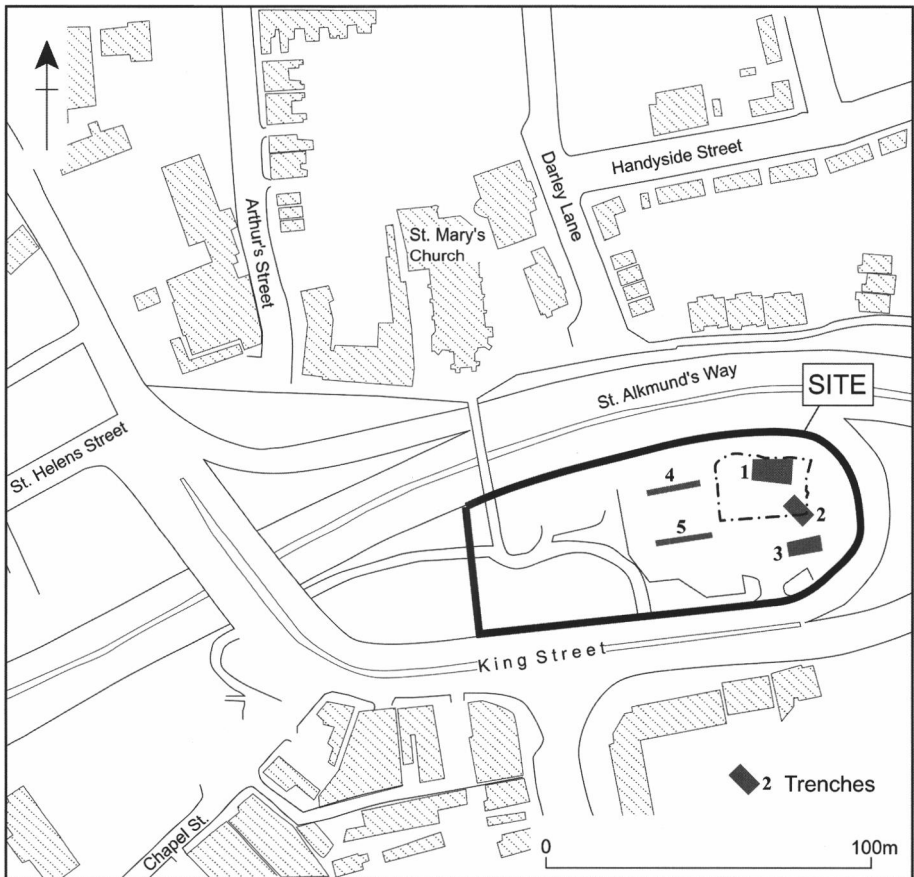 Handyside Street
Darley Lane
Arthur's Street
St. Mary's
Church
St. Alkmund's Way
SITE
St. Helens Street
1
4
2
5
3
King Street
2 Trenches
Chapel St.
0 100m